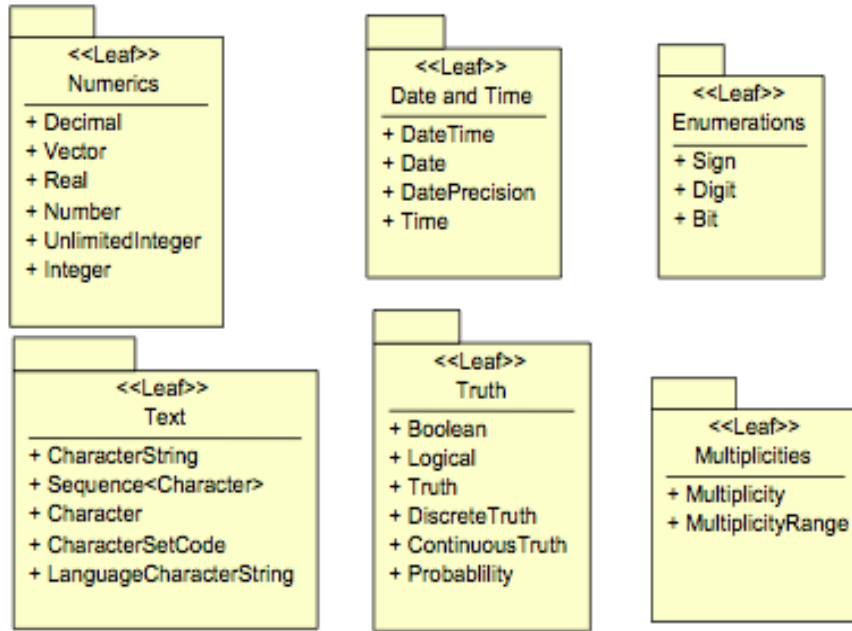 <<Leaf>>
Numerics
+ Decimal
+ Vector
+ Real
+ Number
+ UnlimitedInteger
+ Integer
<<Leaf>>
Date and Time
+ DateTime
+ Date
+ DatePrecision
+ Time
<<Leaf>>
Enumerations
+ Sign
+ Digit
+ Bit
<<Leaf>>
Text
+ CharacterString
+ Sequence<Character>
+ Character
+ CharacterSetCode
+ LanguageCharacterString
<<Leaf>>
Truth
+ Boolean
+ Logical
+ Truth
+ DiscreteTruth
+ ContinuousTruth
+ Probablility
<<Leaf>>
Multiplicities
+ Multiplicity
+ MultiplicityRange